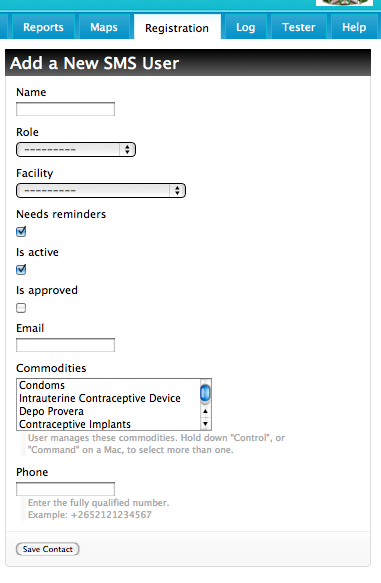 Reports Maps Registration Log Tester Help
Add a New SMS User
Name
Role
---------
Facility
---------
Needs reminders
Is active
Is approved
Email
Commodities
Condoms
Intrauterine Contraceptive Device
Depo Provera
Contraceptive Implants
User manages these commodities. Hold down "Control", or
"Command" on a Mac, to select more than one.
Phone
Enter the fully qualified number.
Example: +2652121234567
Save Contact